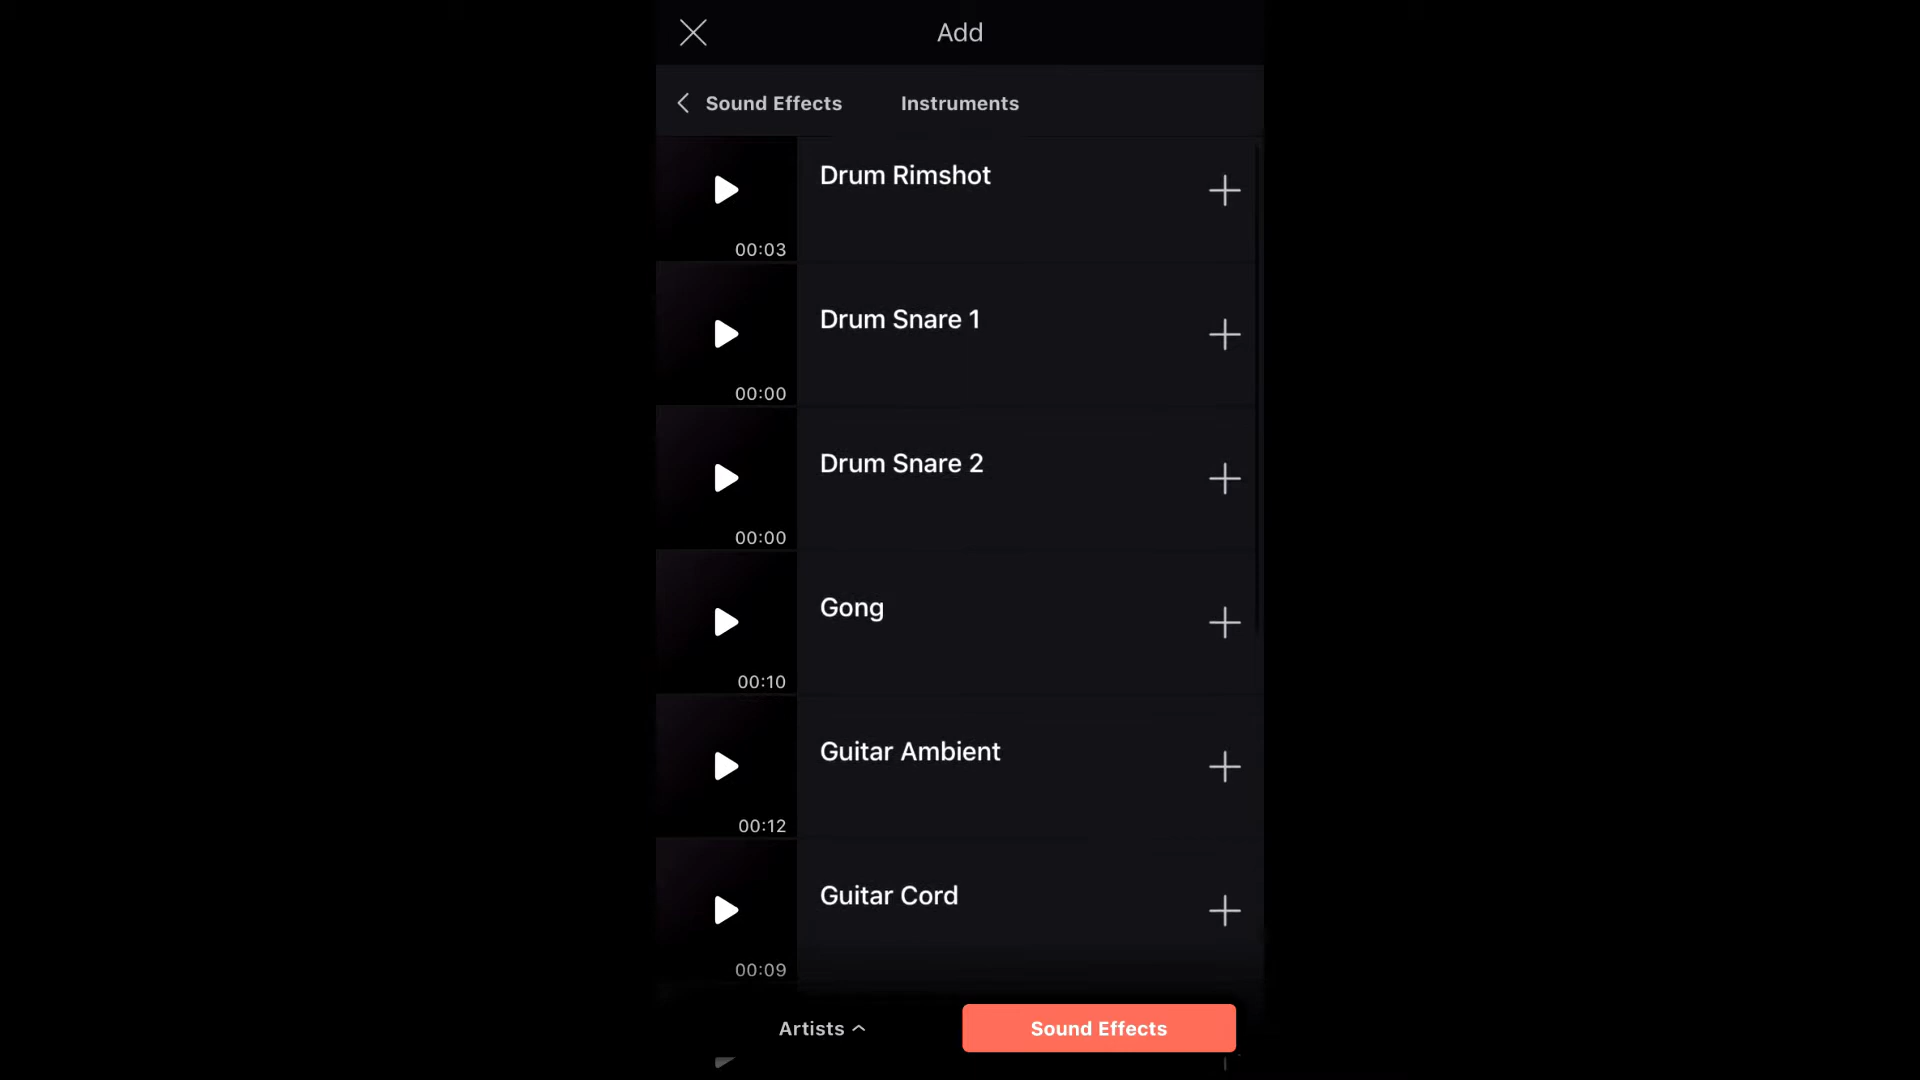 Add
Sound Effects
Instruments
Drum Rimshot
00:03
Drum Snare 1
00:00
Drum Snare 2
00:00
Gong
00:10
Guitar Ambient
00:12
Guitar Cord
00:09
Artists
Sound Effects